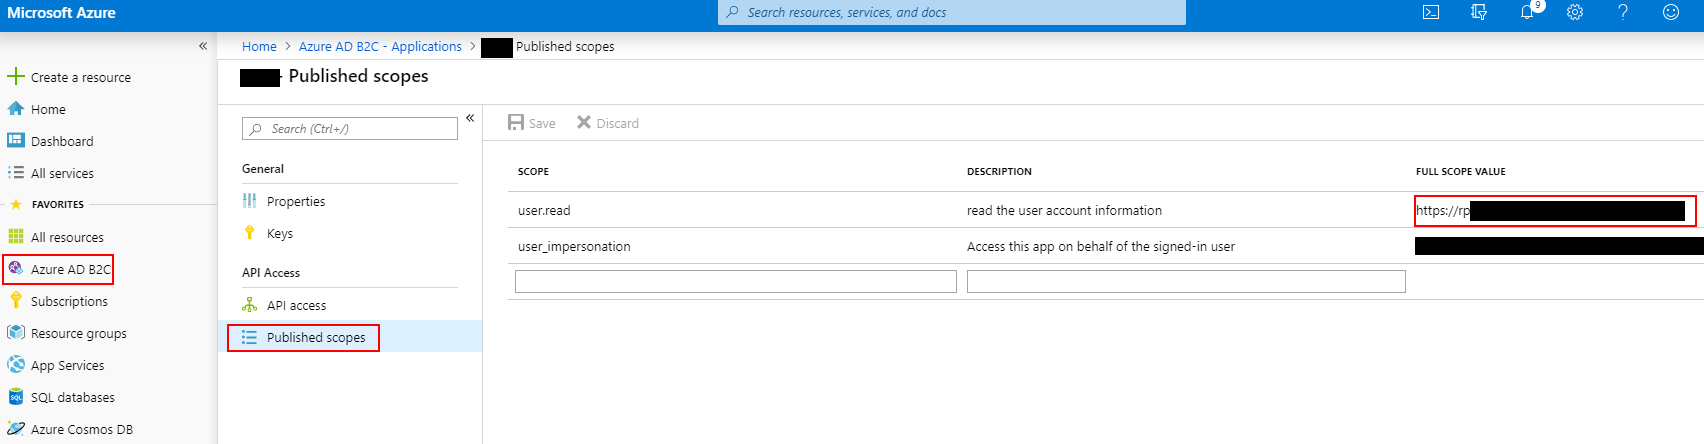 Microsoft Azure
Search resources, services, and docs
9
«
Home > Azure AD B2C - Applications > Published scopes
- Published scopes
Create a resource
Home
Dashboard
All services
FAVORITES
All resources
Azure AD B2C
Subscriptions
Resource groups
App Services
SQL databases
Azure Cosmos DB
«
Search (Ctrl+/)
General
Properties
Keys
API Access
API access
Published scopes
Save Discard
SCOPE DESCRIPTION FULL SCOPE VALUE
user.read read the user account information https://rp
user_impersonation Access this app on behalf of the signed-in user